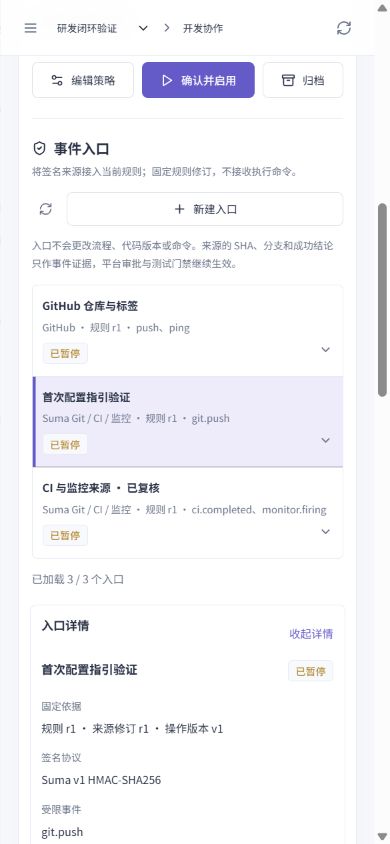 研发闭环验证
开发协作
编辑策略
确认并启用
归档
事件入口
将签名来源接入当前规则；固定规则修订，不接收执行命令。
新建入口
入口不会改变流程、代码版本或命令。来源的 SHA、分支和成功结论
只作事件证据，平台审批与测试门禁继续生效。
GitHub 仓库与标签
GitHub · 规则 r1 · push、ping
已暂停
首次配置指引验证
Suma Git / CI / 监控 · 规则 r1 · git.push
已暂停
CI 与监控来源 · 已复核
Suma Git / CI / 监控 · 规则 r1 · ci.completed、monitor.firing
已暂停
已加载 3 / 3 个入口
入口详情
收起详情
首次配置指引验证
已暂停
固定依据
规则 r1 · 来源修订 r1 · 操作版本 v1
签名协议
Suma v1 HMAC-SHA256
受限事件
git.push